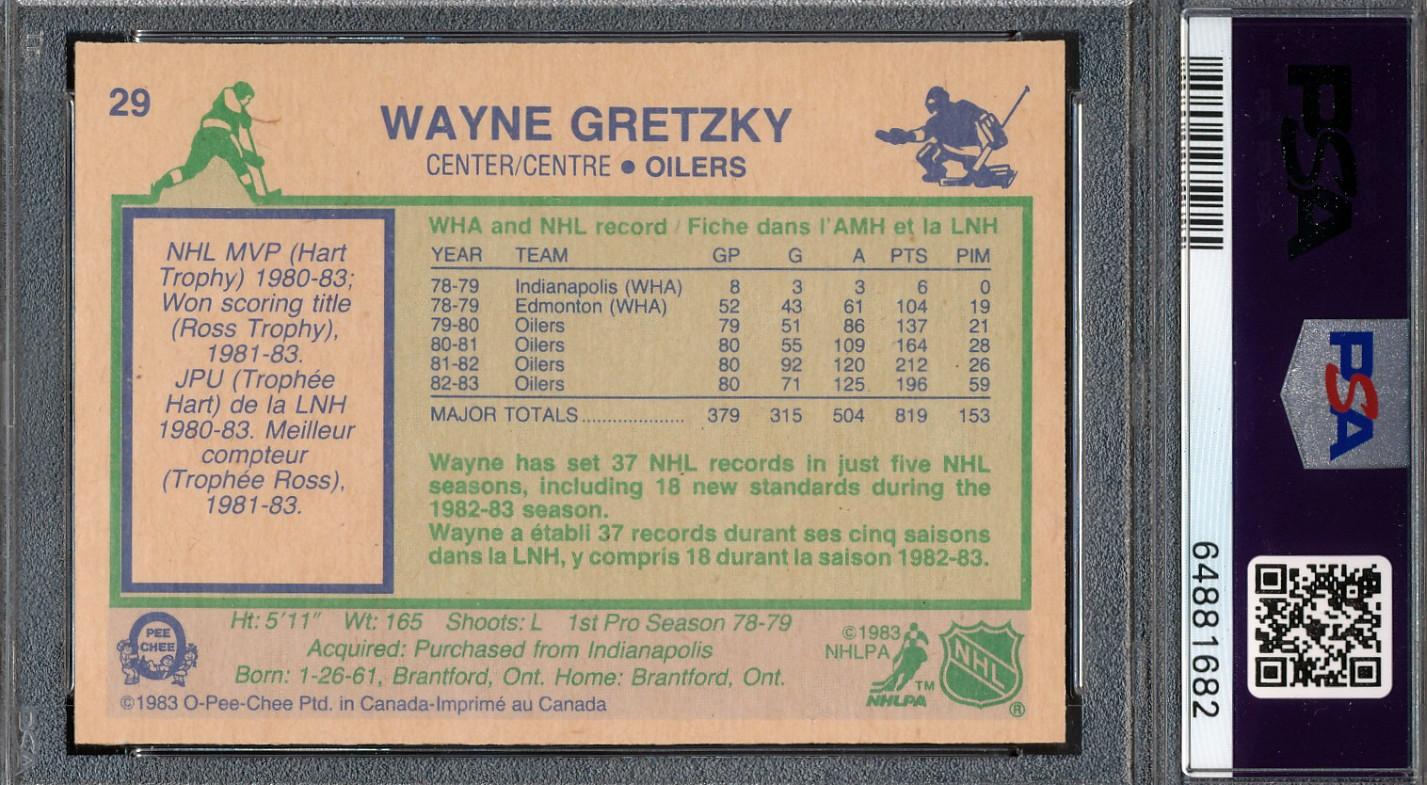 29
WAYNE GRETZKY
CENTER/CENTRE • OILERS
NHL MVP (Hart
Trophy) 1980-83;
Won scoring title
(Ross Trophy),
1981-83.
JPU (Trophée
Hart) de la LNH
1980-83. Meilleur
compteur
(Trophée Ross),
1981-83.
WHA and NHL record / Fiche dans l'AMH et la LNH
YEAR TEAM GP G A PTS PIM
78-79 Indianapolis (WHA) 8 3 3 6 0
78-79 Edmonton (WHA) 52 43 61 104 19
79-80 Oilers 79 51 86 137 21
80-81 Oilers 80 55 109 164 28
81-82 Oilers 80 92 120 212 26
82-83 Oilers 80 71 125 196 59
MAJOR TOTALS.................... 379 315 504 819 153
Wayne has set 37 NHL records in just five NHL
seasons, including 18 new standards during the
1982-83 season.
Wayne a établi 37 records durant ses cinq saisons
dans la LNH, y compris 18 durant la saison 1982-83.
PEE
CHEE
Ht: 5'11" Wt: 165 Shoots: L 1st Pro Season 78-79
Acquired: Purchased from Indianapolis
Born: 1-26-61, Brantford, Ont. Home: Brantford, Ont.
©1983 O-Pee-Chee Ptd. in Canada-Imprimé au Canada
©1983
NHLPA
TM
NHLPA
NHL
®
PSA
PSA
64881682